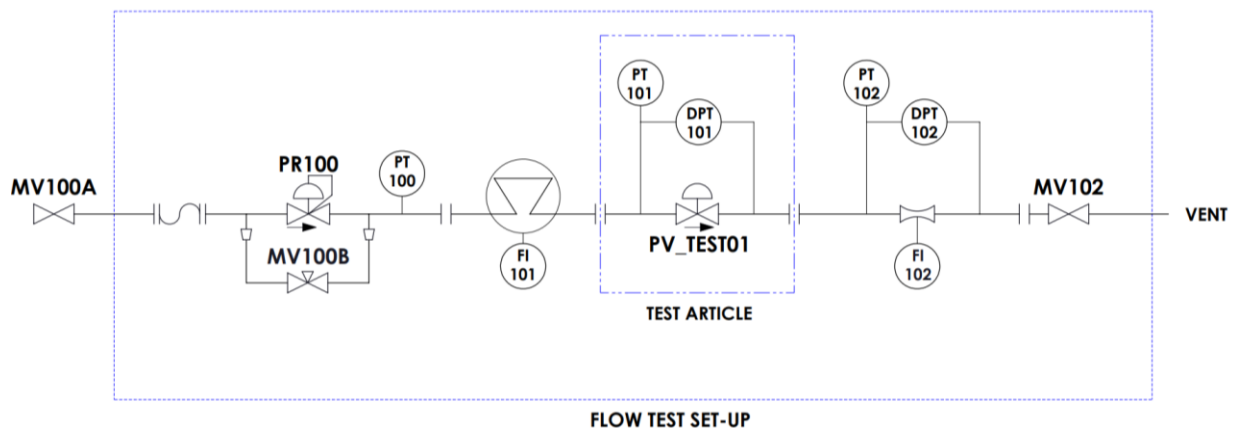 MV100A
PR100
MV100B
PT
100
FI
101
PT
101
DPT
101
PV_TEST01
TEST ARTICLE
PT
102
DPT
102
FI
102
MV102
VENT
FLOW TEST SET-UP